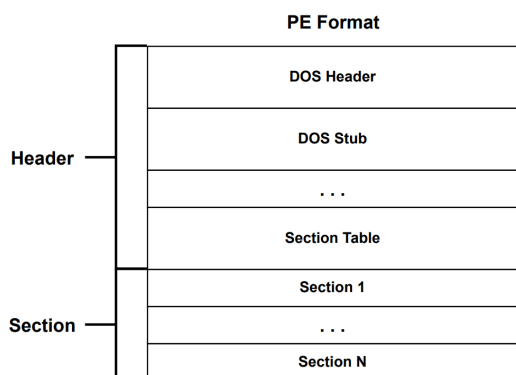 PE Format
DOS Header
DOS Stub
. . .
Header
Section Table
Section 1
Section
. . .
Section N